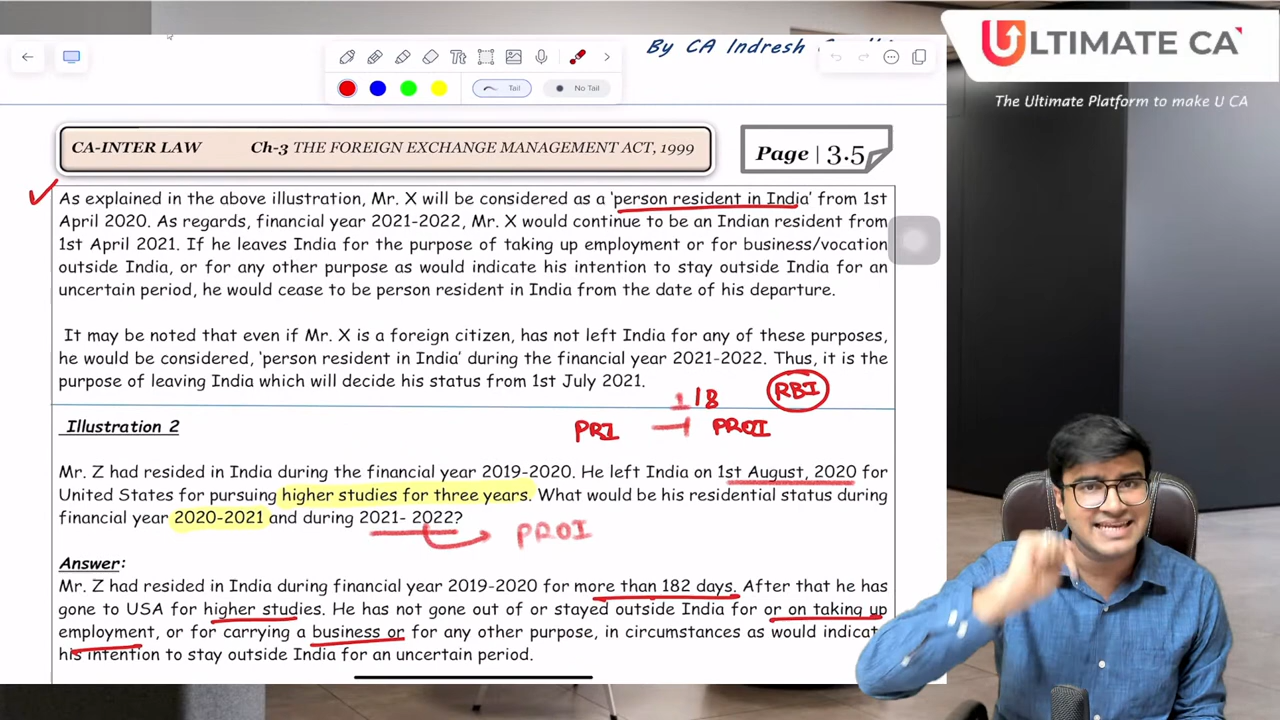 By CA Indresh
ULTIMATE CA
The Ultimate Platform to make U CA
Tail
No Tail
CA-INTER LAW Ch-3 THE FOREIGN EXCHANGE MANAGEMENT ACT, 1999
Page | 3.5
As explained in the above illustration, Mr. X will be considered as a ‘person resident in India’ from 1st
April 2020. As regards, financial year 2021-2022, Mr. X would continue to be an Indian resident from
1st April 2021. If he leaves India for the purpose of taking up employment or for business/vocation
outside India, or for any other purpose as would indicate his intention to stay outside India for an
uncertain period, he would cease to be person resident in India from the date of his departure.
It may be noted that even if Mr. X is a foreign citizen, has not left India for any of these purposes,
he would be considered, ‘person resident in India’ during the financial year 2021-2022. Thus, it is the
purpose of leaving India which will decide his status from 1st July 2021.
1/8 RBI
Illustration 2
PRI PROI
Mr. Z had resided in India during the financial year 2019-2020. He left India on 1st August, 2020 for
United States for pursuing higher studies for three years. What would be his residential status during
financial year 2020-2021 and during 2021- 2022?
PROI
Answer:
Mr. Z had resided in India during financial year 2019-2020 for more than 182 days. After that he has
gone to USA for higher studies. He has not gone out of or stayed outside India for or on taking up
employment, or for carrying a business or for any other purpose, in circumstances as would indicat
his intention to stay outside India for an uncertain period.